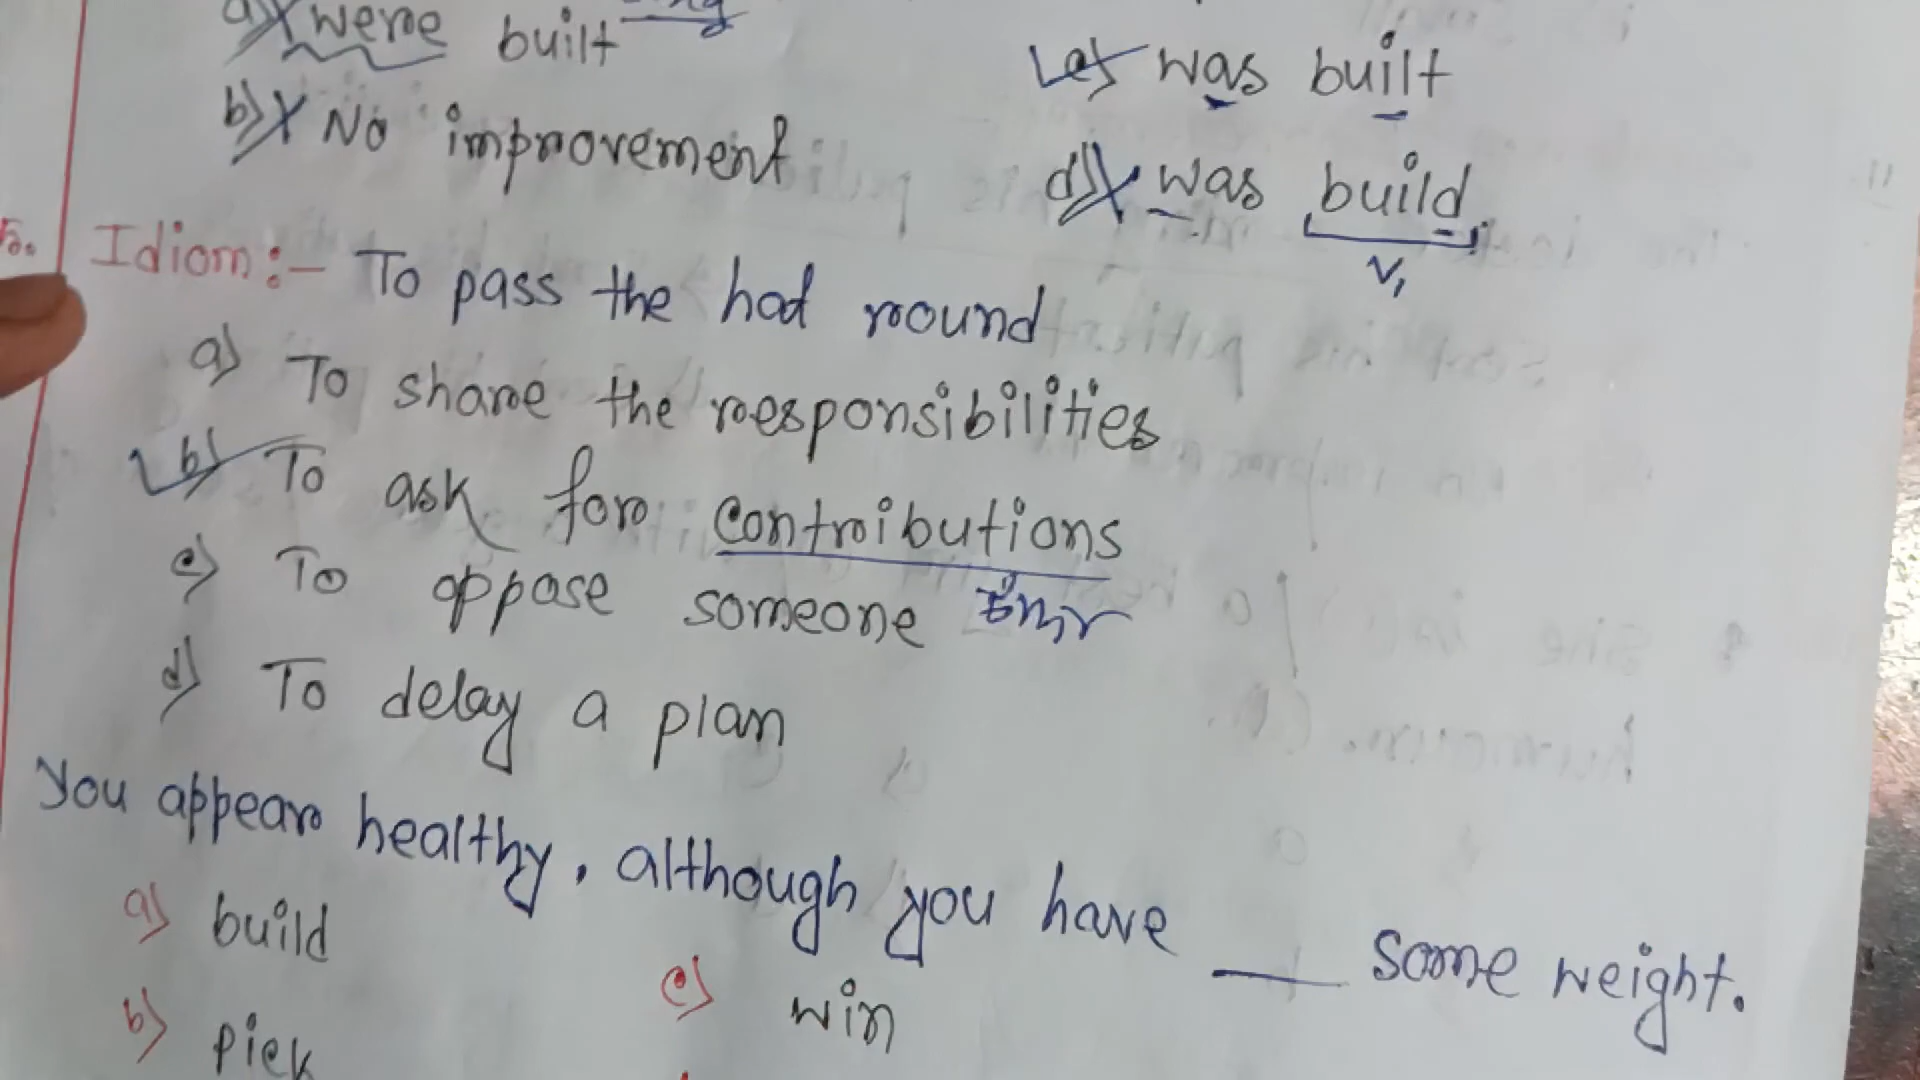 a) were built
c) was built
b) No improvement
d) was build
V1
Idiom:- To pass the hat round
a) To share the responsibilities
b) To ask for contributions
c) To oppose someone
d) To delay a plan
You appear healthy, although you have ___ some weight.
a) build
c) win
b) pick